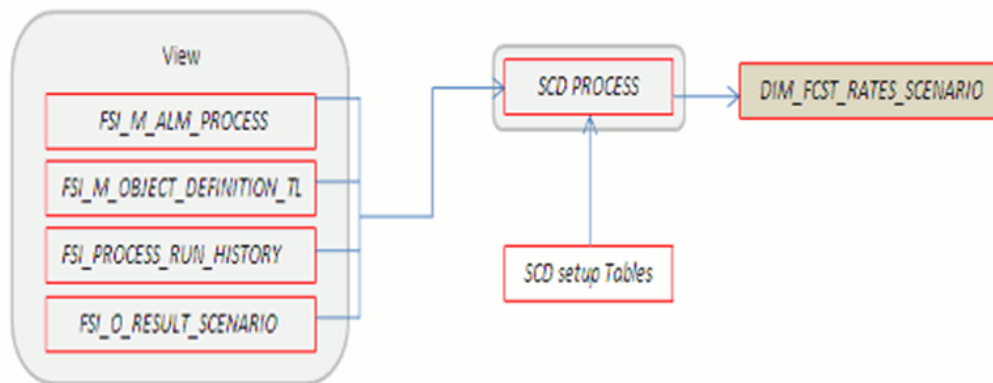 View
FSI_M_ALM_PROCESS
FSI_M_OBJECT_DEFINITION_TL
FSI_PROCESS_RUN_HISTORY
FSI_O_RESULT_SCENARIO
SCD PROCESS
SCD setup Tables
DIM_FCST_RATES_SCENARIO